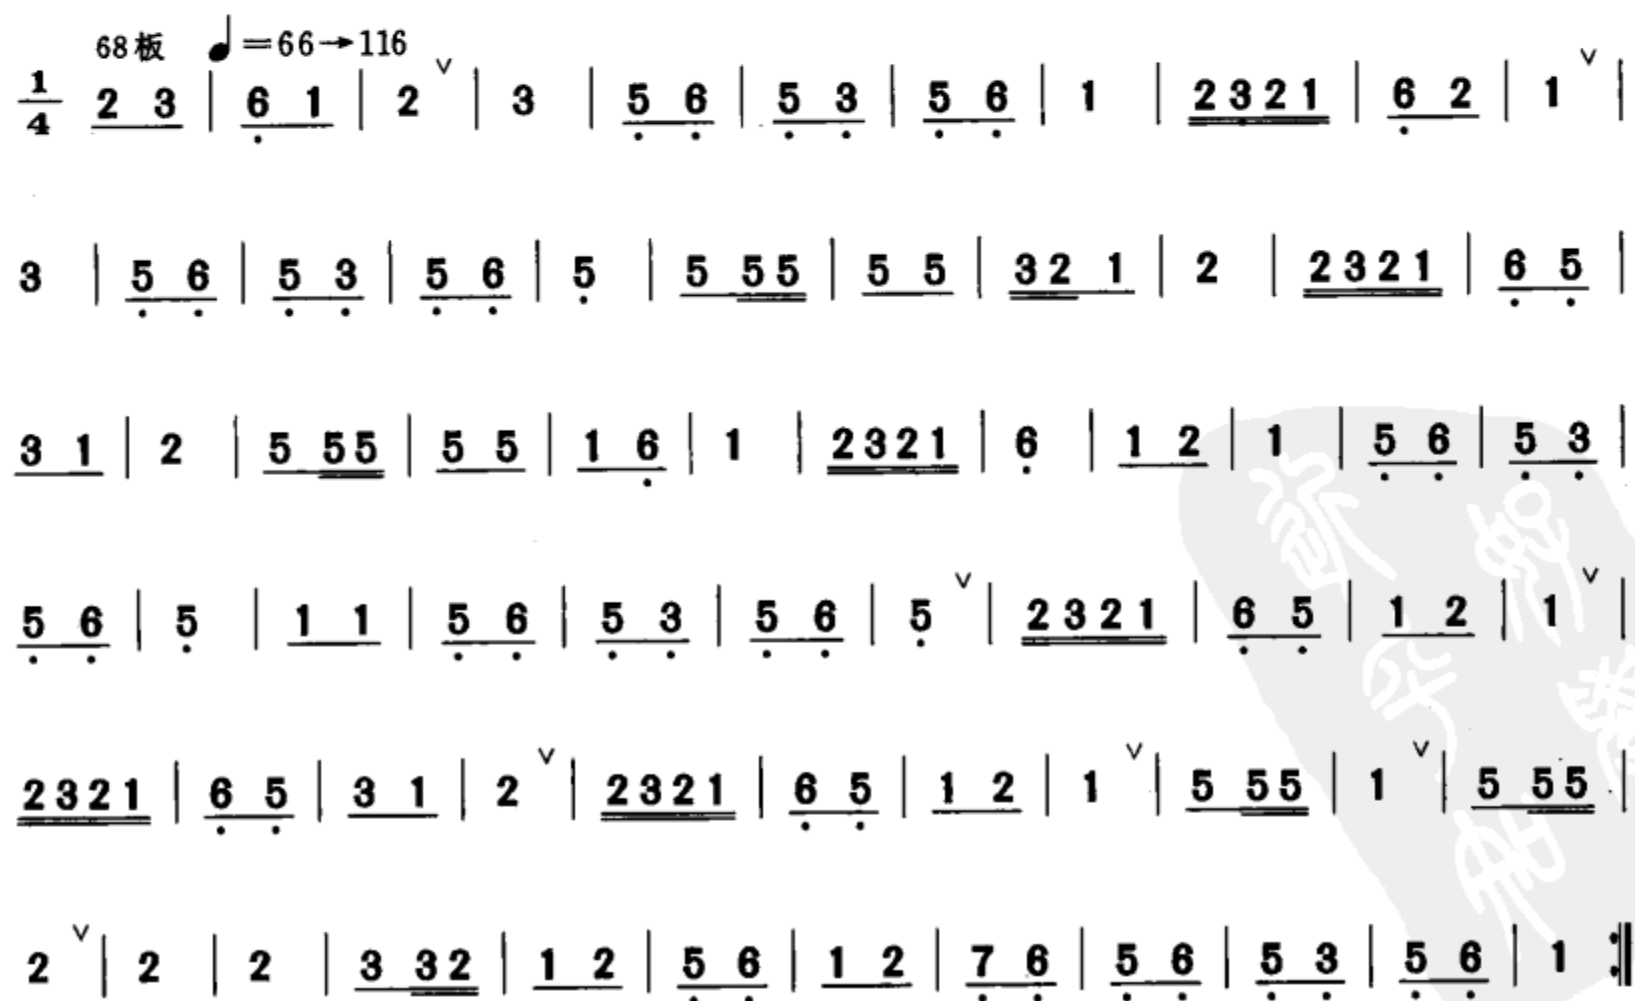 68板 ♩=66→116
1/4 2 3 | 6̣ 1 | 2 ∨ | 3 | 5̣ 6̣ | 5̣ 3̣ | 5̣ 6̣ | 1 | 2321 | 6̣ 2 | 1 ∨ |
3 | 5̣ 6̣ | 5̣ 3̣ | 5̣ 6̣ | 5̣ | 5 55 | 5 5 | 32 1 | 2 | 2321 | 6̣ 5̣ |
3 1 | 2 | 5 55 | 5 5 | 1 6̣ | 1 | 2321 | 6̣ | 1 2 | 1 | 5̣ 6̣ | 5̣ 3̣ |
5̣ 6̣ | 5̣ | 1 1 | 5̣ 6̣ | 5̣ 3̣ | 5̣ 6̣ | 5̣ ∨ | 2321 | 6̣ 5̣ | 1 2 | 1 ∨ |
2321 | 6̣ 5̣ | 3 1 | 2 ∨ | 2321 | 6̣ 5̣ | 1 2 | 1 ∨ | 5 55 | 1 ∨ | 5 55 |
2 ∨ | 2 | 2 | 3 32 | 1 2 | 5̣ 6̣ | 1 2 | 7̣ 6̣ | 5̣ 6̣ | 5̣ 3̣ | 5̣ 6̣ | 1 :‖